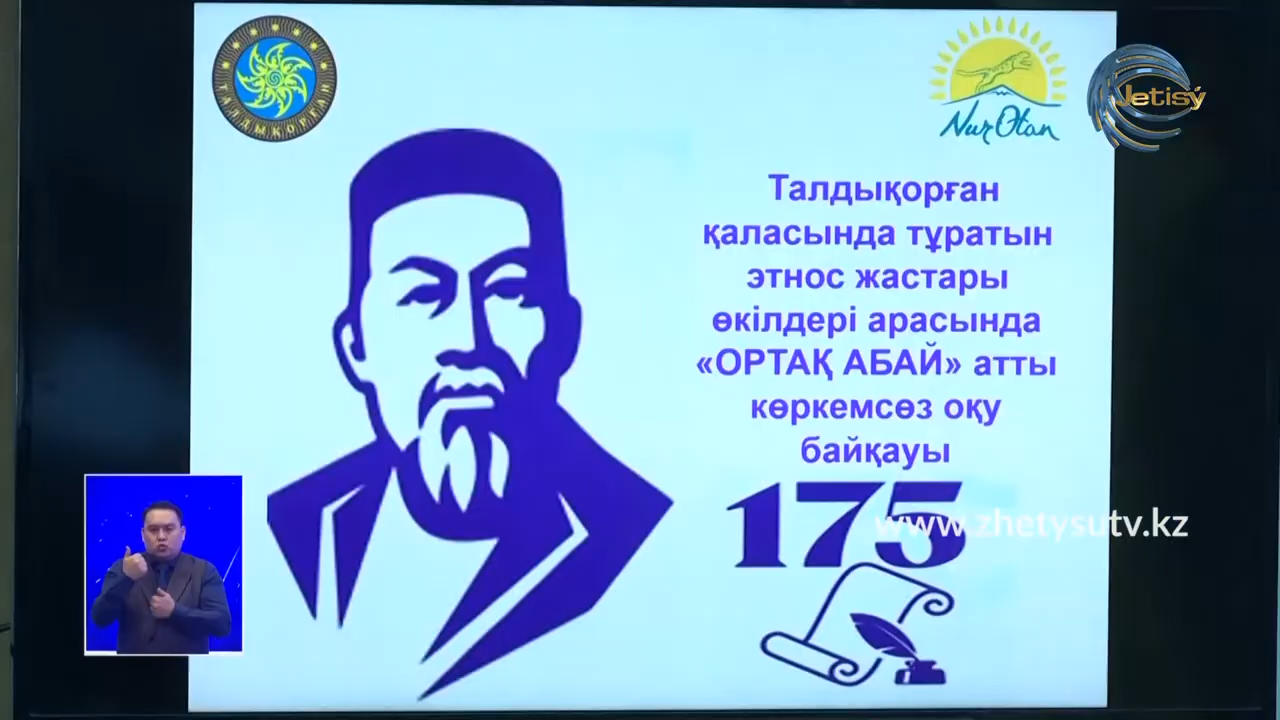 ТАЛДЫҚОРҒАН
Nur Otan
Jetisý
Талдықорған
қаласында тұратын
этнос жастары
өкілдері арасында
«ОРТАҚ АБАЙ» атты
көркемсөз оқу
байқауы
175
www.zhetysutv.kz